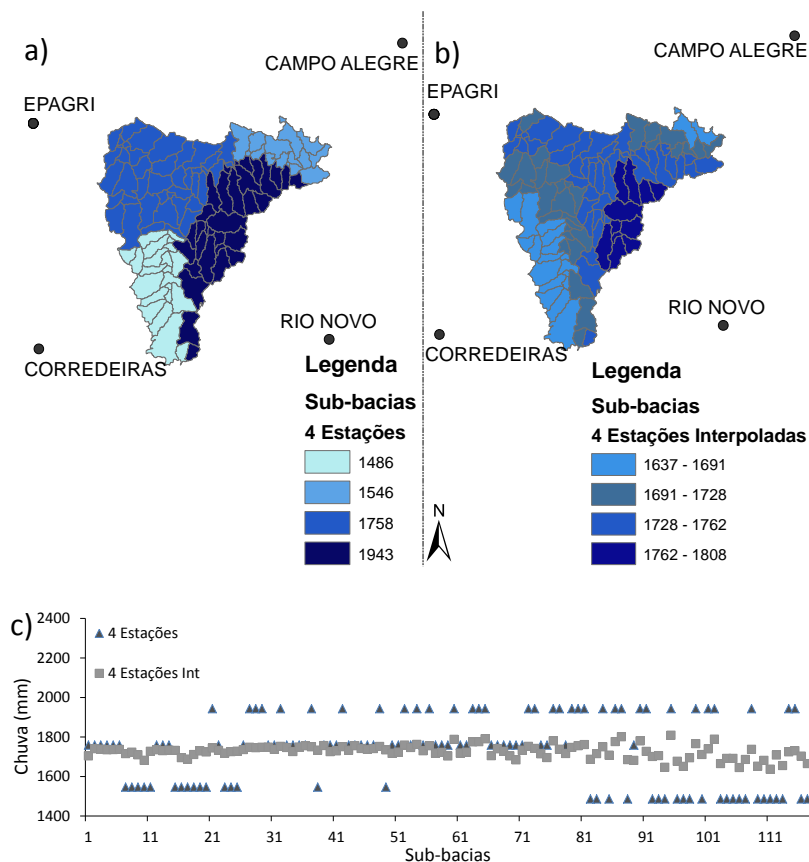 a)
CAMPO ALEGRE
EPAGRI
RIO NOVO
CORREDEIRAS
Legenda
Sub-bacias
4 Estações
1486
1546
1758
1943
b)
CAMPO ALEGRE
EPAGRI
RIO NOVO
CORREDEIRAS
Legenda
Sub-bacias
4 Estações Interpoladas
1637 - 1691
1691 - 1728
1728 - 1762
1762 - 1808
N
c)
4 Estações
4 Estações Int
Chuva (mm)
2400
2200
2000
1800
1600
1400
1 11 21 31 41 51 61 71 81 91 101 111
Sub-bacias